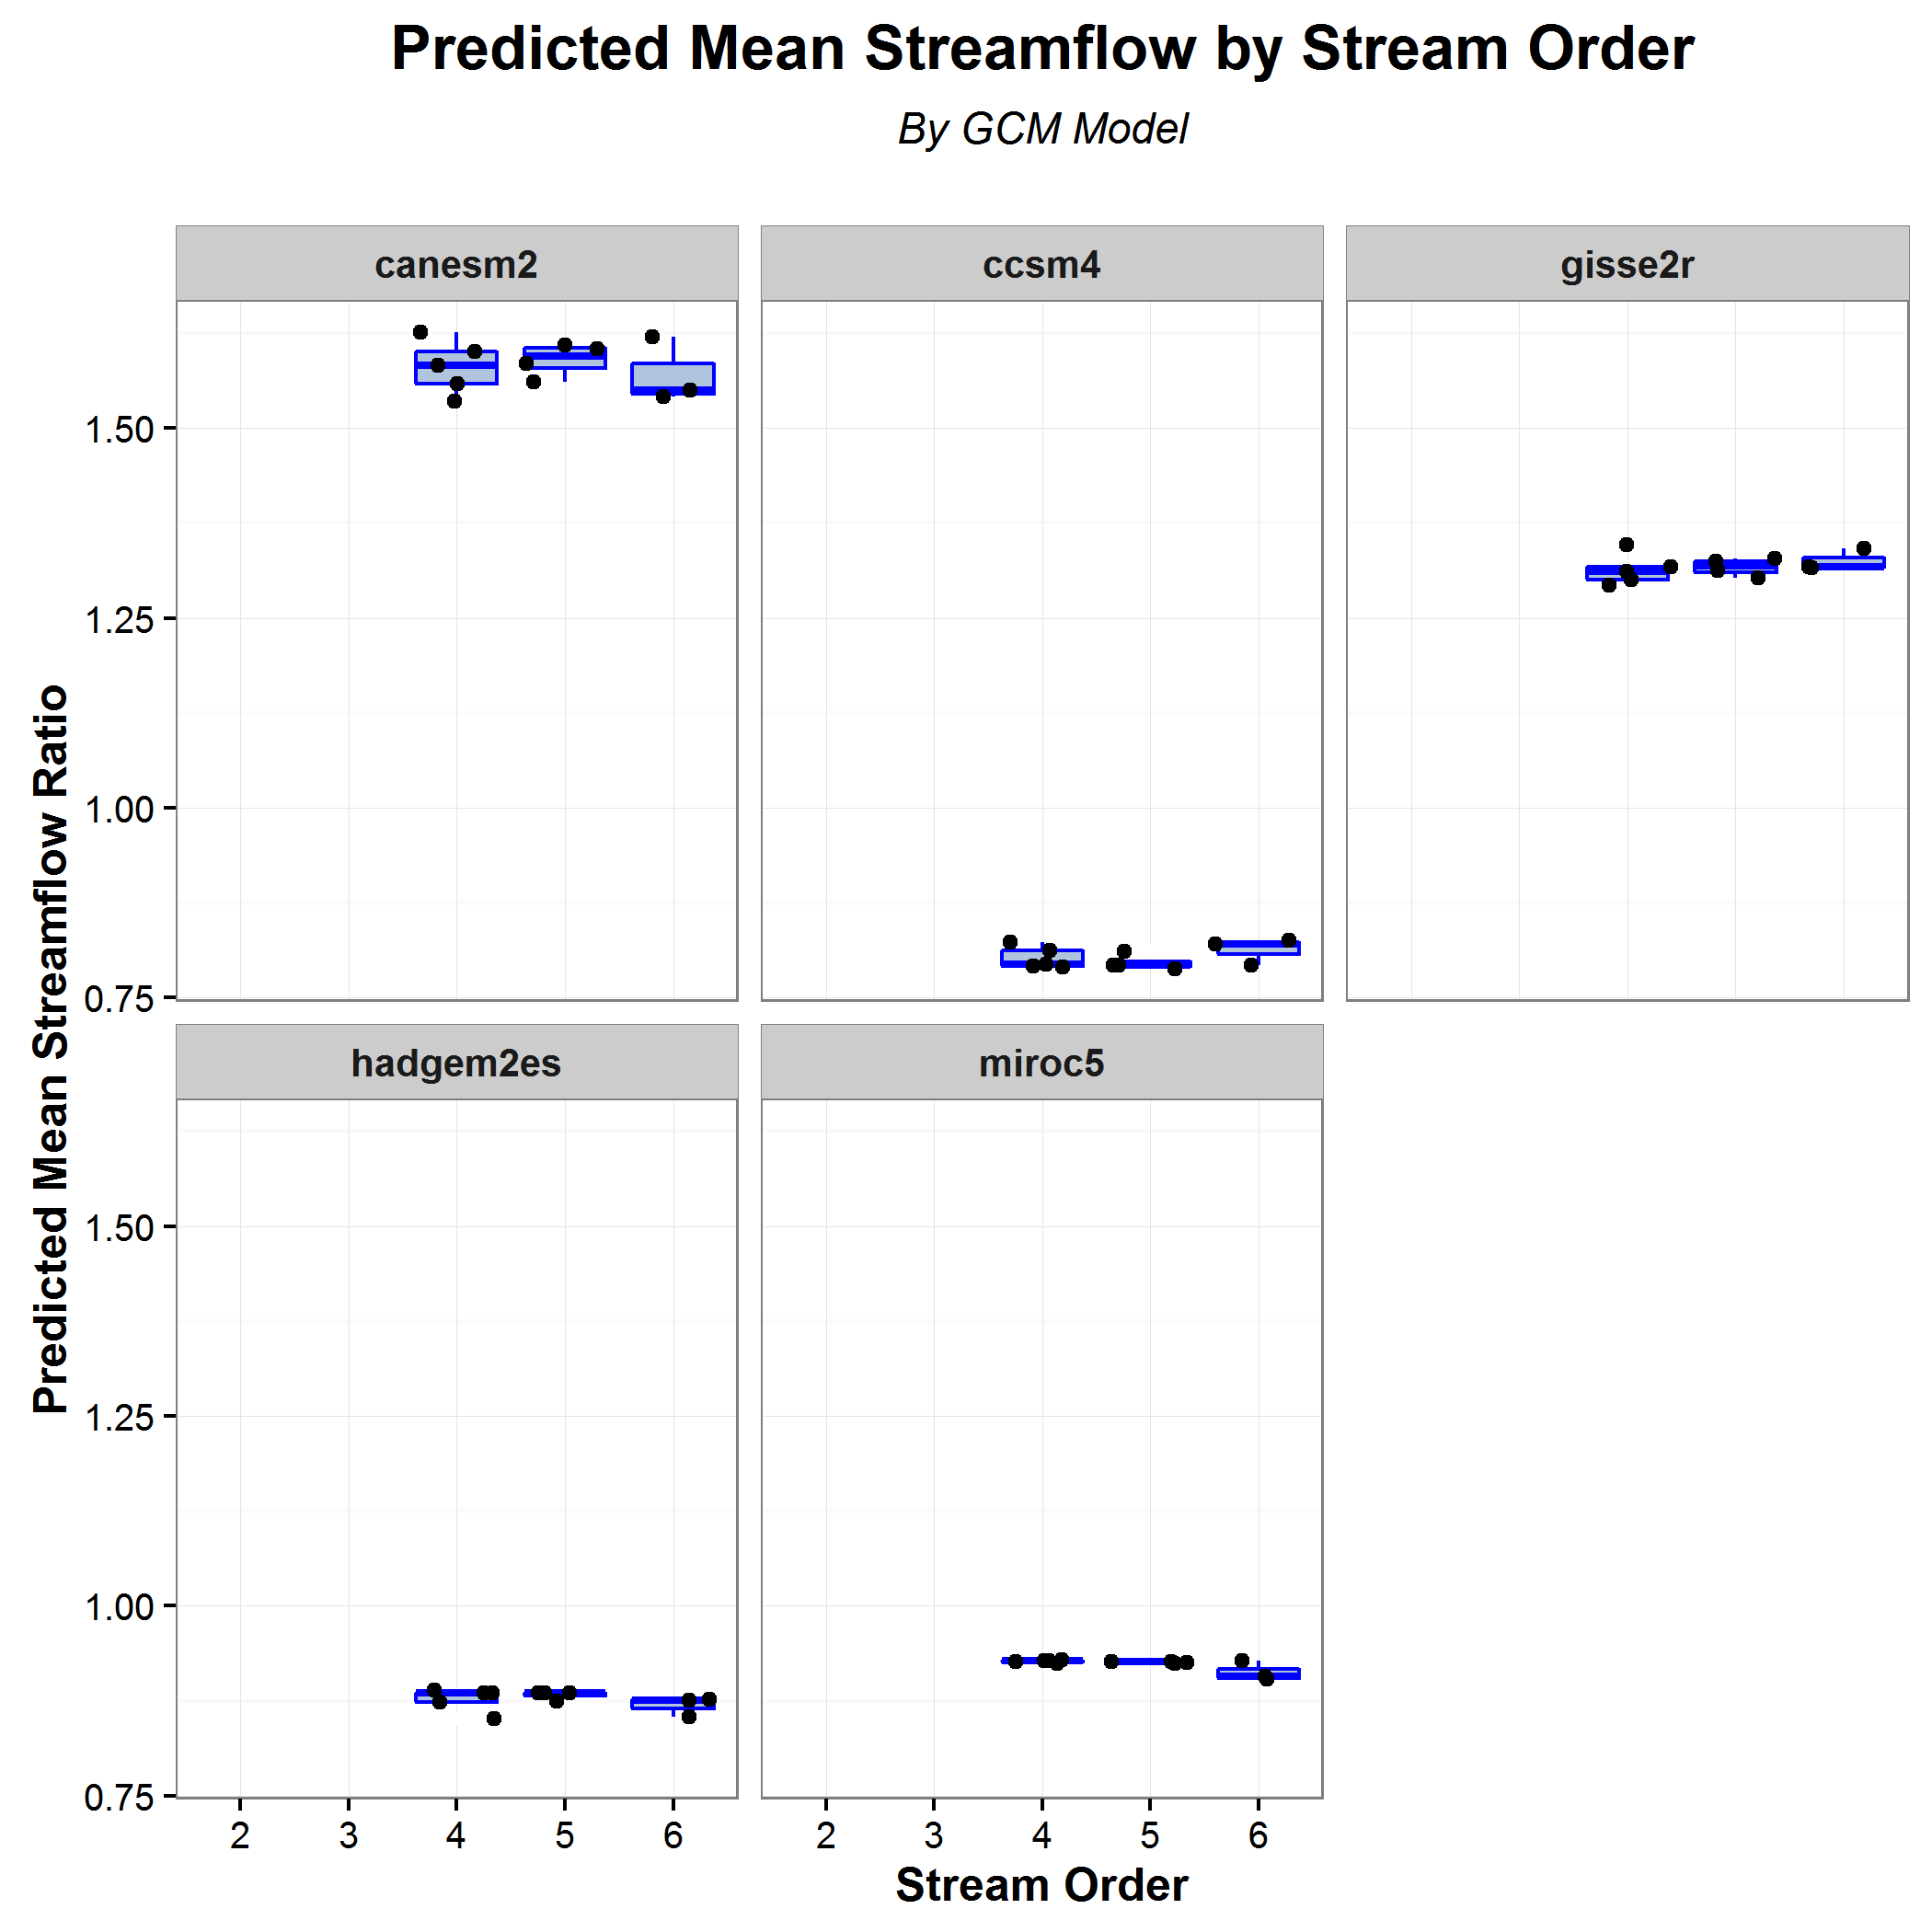 Predicted Mean Streamflow by Stream Order
By GCM Model
canesm2
ccsm4
gisse2r
Predicted Mean Streamflow Ratio
1.50
1.25
1.00
0.75
hadgem2es
miroc5
1.50
1.25
1.00
0.75
2 3 4 5 6
2 3 4 5 6
Stream Order